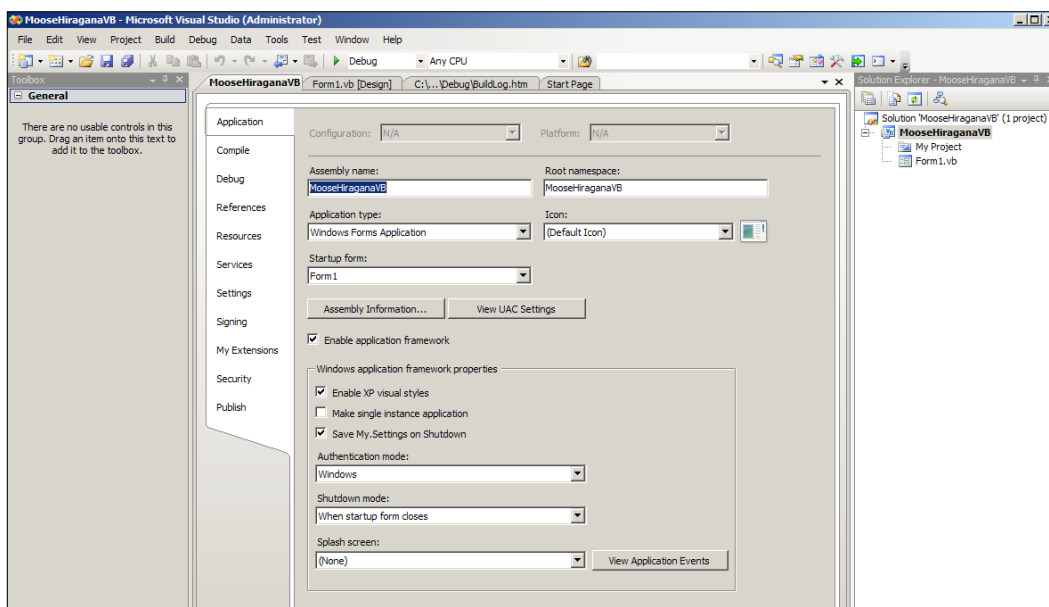 MooseHiraganaVB - Microsoft Visual Studio (Administrator)
File Edit View Project Build Debug Data Tools Test Window Help
Debug Any CPU
Toolbox
General
There are no usable controls in this
group. Drag an item onto this text to
add it to the toolbox.
MooseHiraganaVB Form1.vb [Design] C:\...\Debug\BuildLog.htm Start Page
Application
Compile
Debug
References
Resources
Services
Settings
Signing
My Extensions
Security
Publish
Configuration: N/A Platform: N/A
Assembly name: Root namespace:
MooseHiraganaVB MooseHiraganaVB
Application type: Icon:
Windows Forms Application (Default Icon)
Startup form:
Form1
Assembly Information... View UAC Settings
Enable application framework
Windows application framework properties
Enable XP visual styles
Make single instance application
Save My.Settings on Shutdown
Authentication mode:
Windows
Shutdown mode:
When startup form closes
Splash screen:
(None) View Application Events
Solution Explorer - MooseHiraganaVB
Solution 'MooseHiraganaVB' (1 project)
MooseHiraganaVB
My Project
Form1.vb